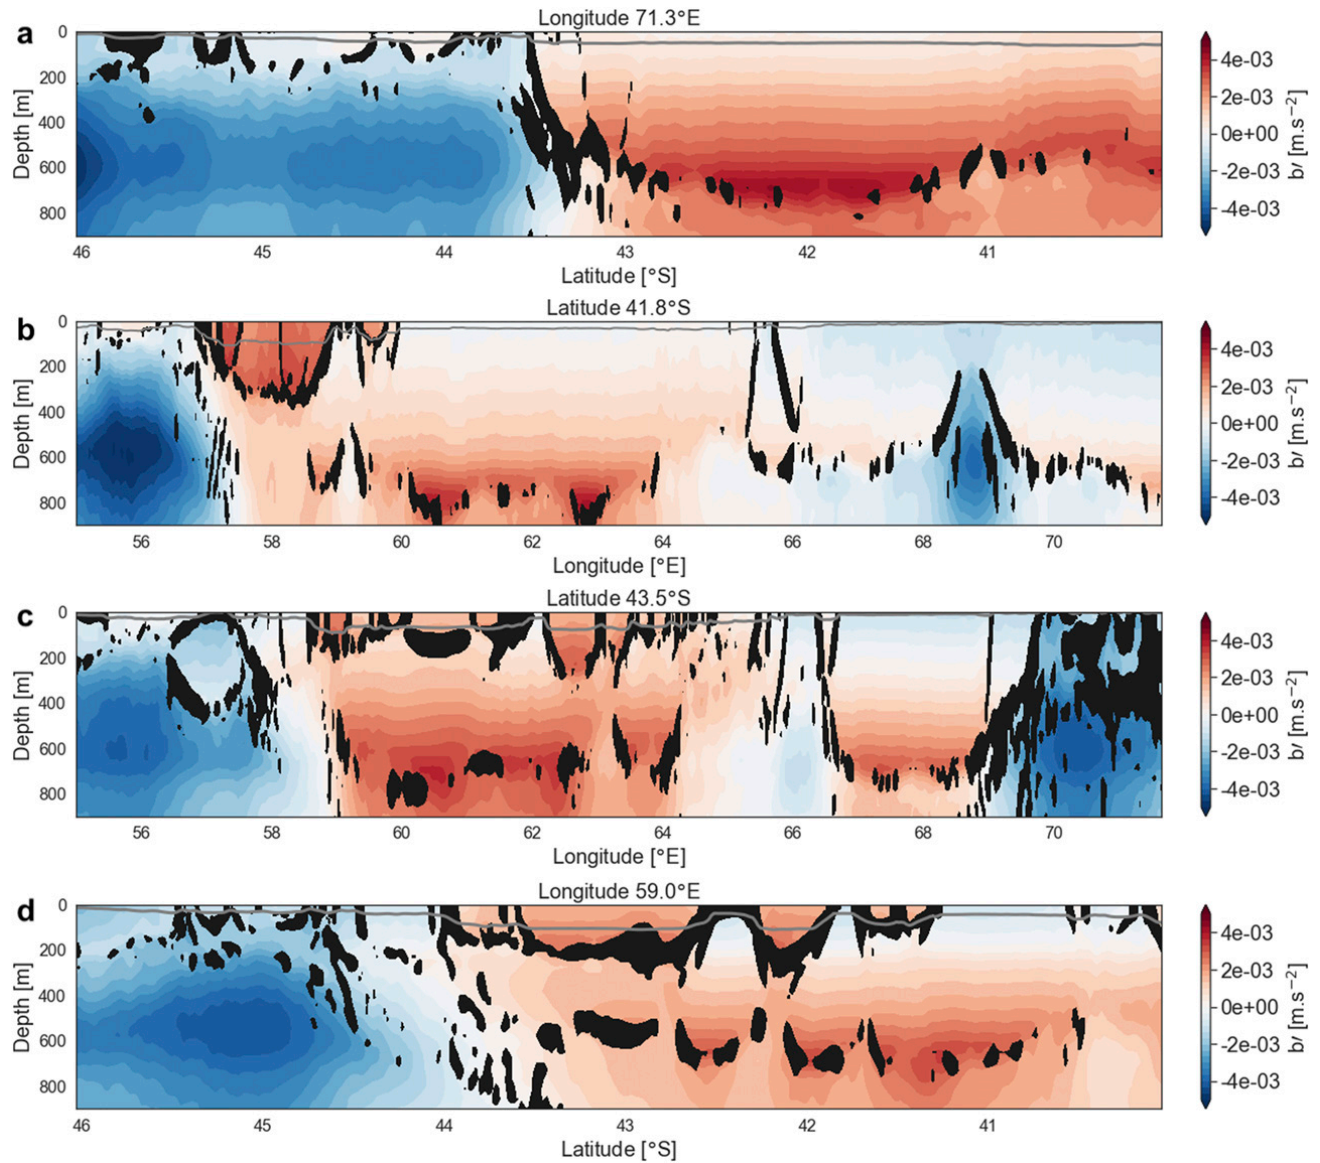 a
Longitude 71.3°E
0
200
400
600
800
Depth [m]
46 45 44 43 42 41
Latitude [°S]
4e-03
2e-03
0e+00
-2e-03
-4e-03
b′ [m.s⁻²]
b
Latitude 41.8°S
0
200
400
600
800
Depth [m]
56 58 60 62 64 66 68 70
Longitude [°E]
4e-03
2e-03
0e+00
-2e-03
-4e-03
b′ [m.s⁻²]
c
Latitude 43.5°S
0
200
400
600
800
Depth [m]
56 58 60 62 64 66 68 70
Longitude [°E]
4e-03
2e-03
0e+00
-2e-03
-4e-03
b′ [m.s⁻²]
d
Longitude 59.0°E
0
200
400
600
800
Depth [m]
46 45 44 43 42 41
Latitude [°S]
4e-03
2e-03
0e+00
-2e-03
-4e-03
b′ [m.s⁻²]